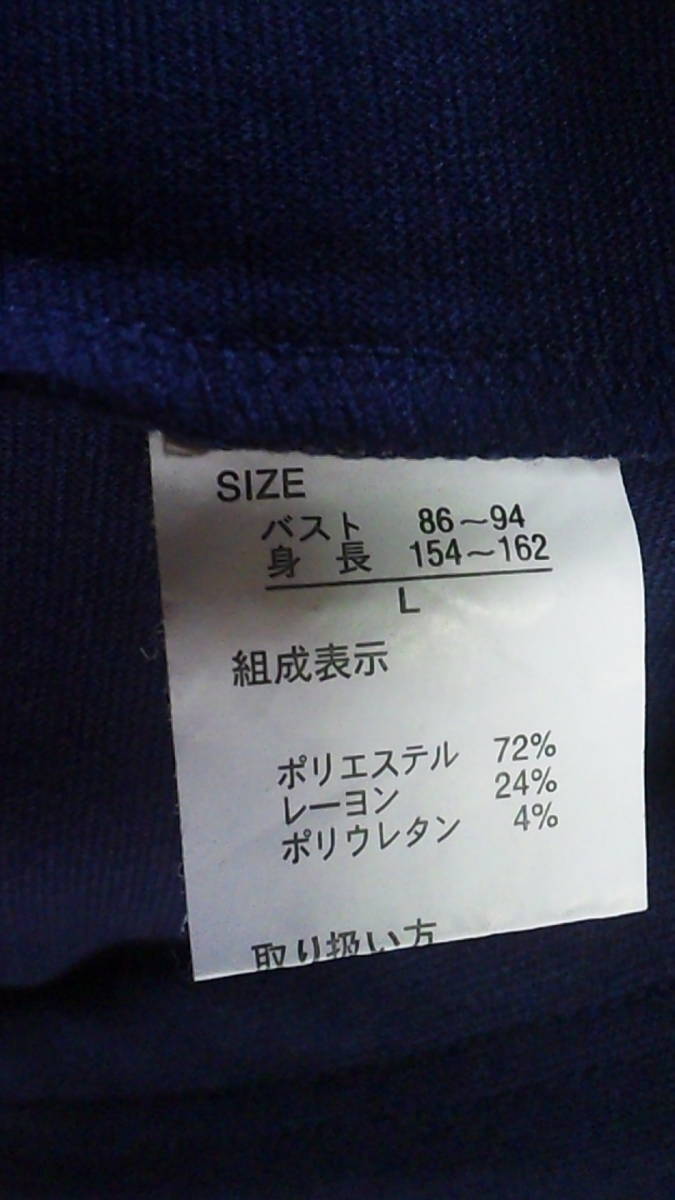 SIZE
バスト 86～94
身長 154～162
L
組成表示
ポリエステル 72%
レーヨン 24%
ポリウレタン 4%
取り扱い方